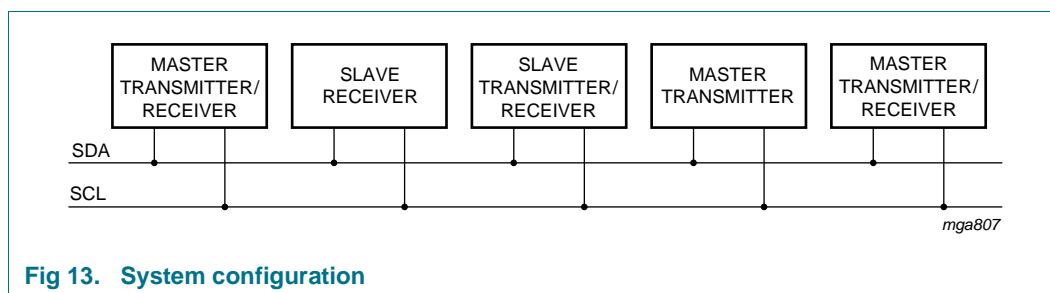 MASTER
TRANSMITTER/
RECEIVER
SLAVE
RECEIVER
SLAVE
TRANSMITTER/
RECEIVER
MASTER
TRANSMITTER
MASTER
TRANSMITTER/
RECEIVER
SDA
SCL
mga807
Fig 13. System configuration